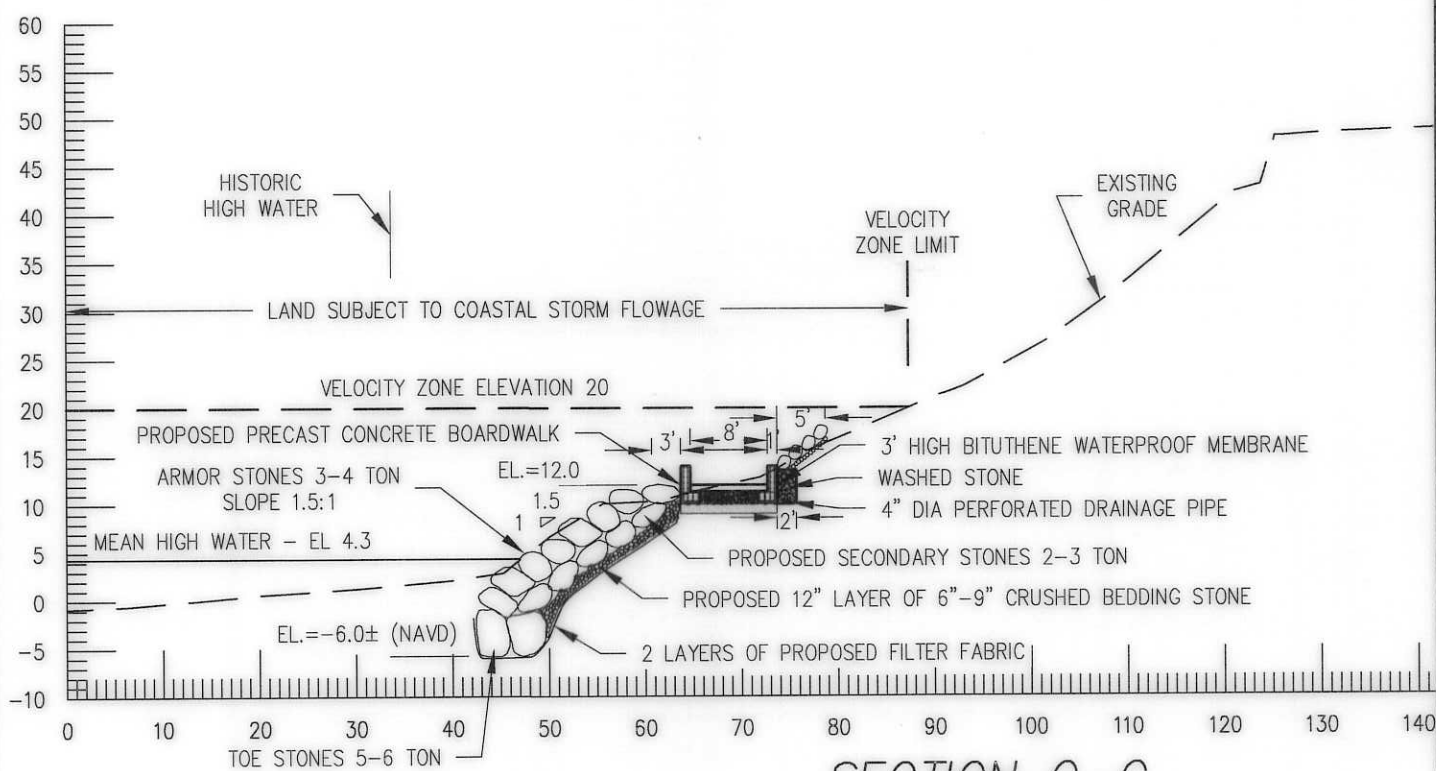 60
50
45
40
35
30
25
20
15
10
5
0
-5
-10
HISTORIC
HIGH WATER
EXISTING
GRADE
VELOCITY
ZONE LIMIT
LAND SUBJECT TO COASTAL STORM FLOWAGE
VELOCITY ZONE ELEVATION 20
5'
8'
1'
3'
PROPOSED PRECAST CONCRETE BOARDWALK
3' HIGH BITUTHENE WATERPROOF MEMBRANE
EL.=12.0
ARMOR STONES 3-4 TON
SLOPE 1.5:1
WASHED STONE
1.5
1
4" DIA PERFORATED DRAINAGE PIPE
2'
MEAN HIGH WATER - EL 4.3
PROPOSED SECONDARY STONES 2-3 TON
PROPOSED 12" LAYER OF 6"-9" CRUSHED BEDDING STONE
EL.=-6.0± (NAVD)
2 LAYERS OF PROPOSED FILTER FABRIC
0 10 20 30 40 50 60 70 80 90 100 110 120 130 140
TOE STONES 5-6 TON